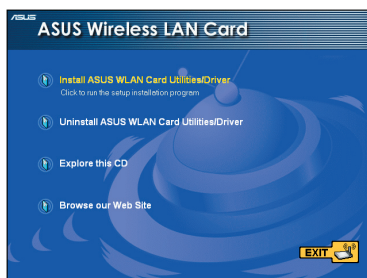 ASUS
ASUS Wireless LAN Card
Install ASUS WLAN Card Utilities/Driver
Click to run the setup installation program
Uninstall ASUS WLAN Card Utilities/Driver
Explore this CD
Browse our Web Site
EXIT